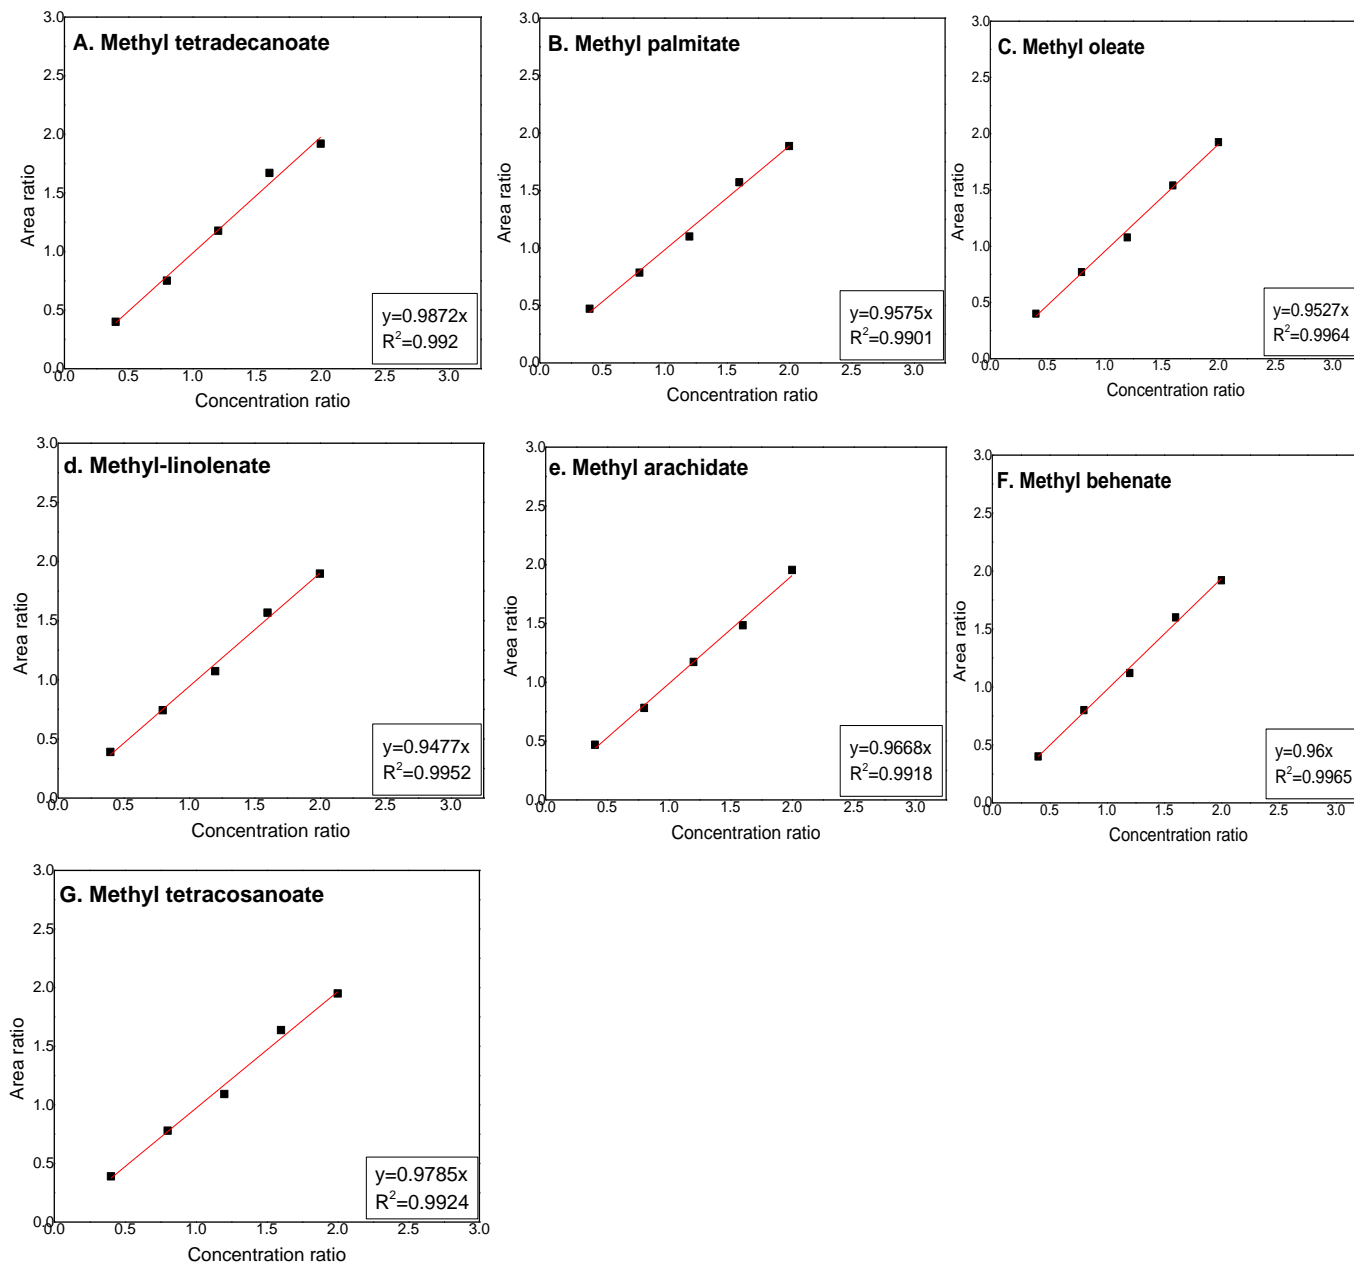 A. Methyl tetradecanoate
3.0
2.5
2.0
1.5
1.0
0.5
0.0
Area ratio
y=0.9872x
R²=0.992
0.0 0.5 1.0 1.5 2.0 2.5 3.0
Concentration ratio
B. Methyl palmitate
3.0
2.5
2.0
1.5
1.0
0.5
0.0
Area ratio
y=0.9575x
R²=0.9901
0.0 0.5 1.0 1.5 2.0 2.5 3.0
Concentration ratio
C. Methyl oleate
3.0
2.5
2.0
1.5
1.0
0.5
0.0
Area ratio
y=0.9527x
R²=0.9964
0.0 0.5 1.0 1.5 2.0 2.5 3.0
Concentration ratio
d. Methyl-linolenate
3.0
2.5
2.0
1.5
1.0
0.5
0.0
Area ratio
y=0.9477x
R²=0.9952
0.0 0.5 1.0 1.5 2.0 2.5 3.0
Concentration ratio
e. Methyl arachidate
3.0
2.5
2.0
1.5
1.0
0.5
0.0
Area ratio
y=0.9668x
R²=0.9918
0.0 0.5 1.0 1.5 2.0 2.5 3.0
Concentration ratio
F. Methyl behenate
3.0
2.5
2.0
1.5
1.0
0.5
0.0
Area ratio
y=0.96x
R²=0.9965
0.0 0.5 1.0 1.5 2.0 2.5 3.0
Concentration ratio
G. Methyl tetracosanoate
3.0
2.5
2.0
1.5
1.0
0.5
0.0
Area ratio
y=0.9785x
R²=0.9924
0.0 0.5 1.0 1.5 2.0 2.5 3.0
Concentration ratio